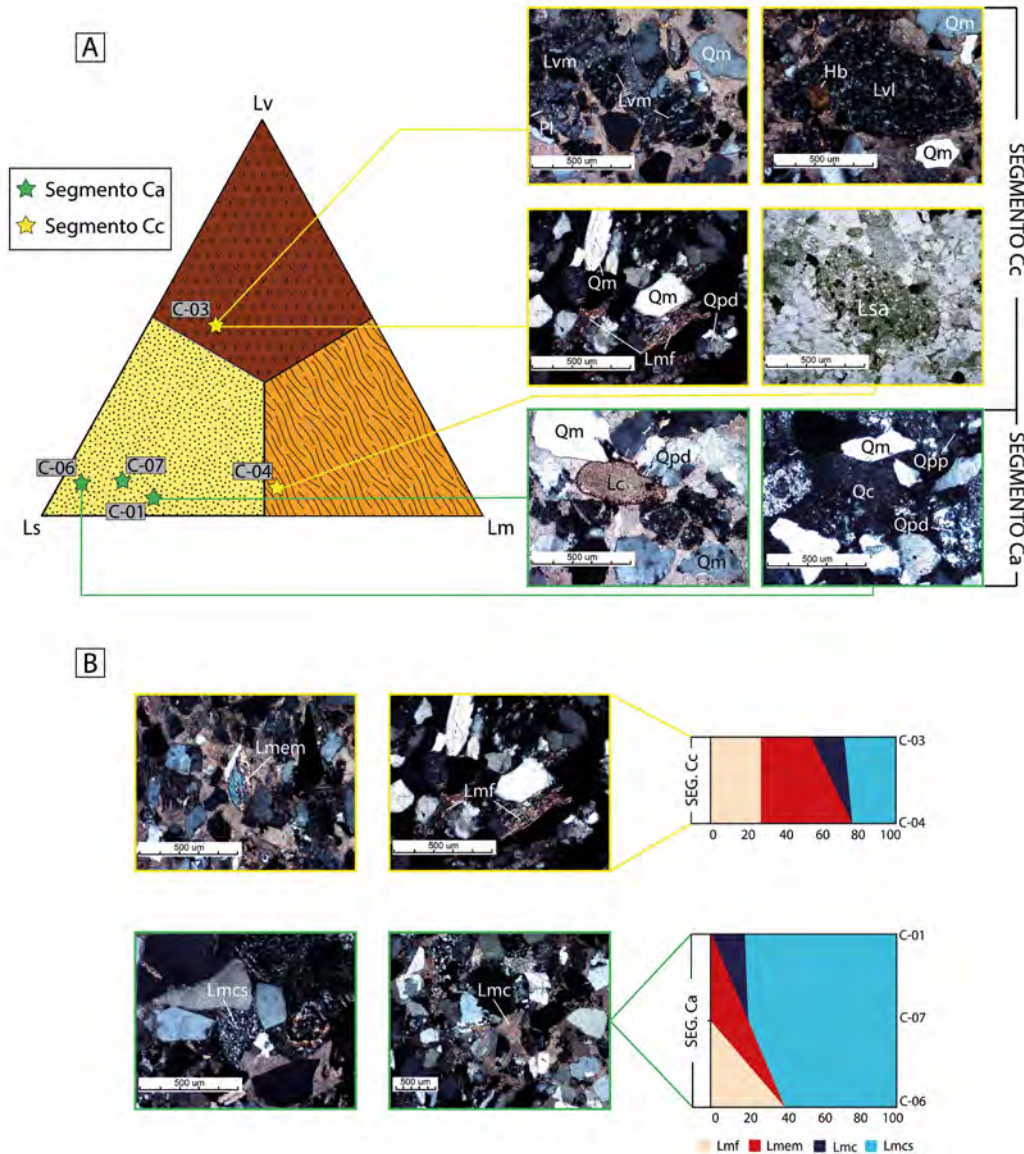 A
Lv
Segmento Ca
Segmento Cc
C-03
C-06
C-07
C-04
C-01
Ls
Lm
Lvm
Qm
Lvm
Pl
500 um
Qm
Hb
Lvl
Qm
500 um
Qm
Qm
Qpd
Lmf
500 um
Lsa
500 um
Qm
Qpd
Lc
Qm
500 um
Qm
Qpp
Qc
Qpd
500 um
SEGMENTO Cc
SEGMENTO Ca
B
Lmem
500 um
Lmf
500 um
SEG. Cc
C-03
C-04
0 20 40 60 80 100
Lmcs
500 um
Lmc
500 um
SEG. Ca
C-01
C-07
C-06
0 20 40 60 80 100
Lmf Lmem Lmc Lmcs